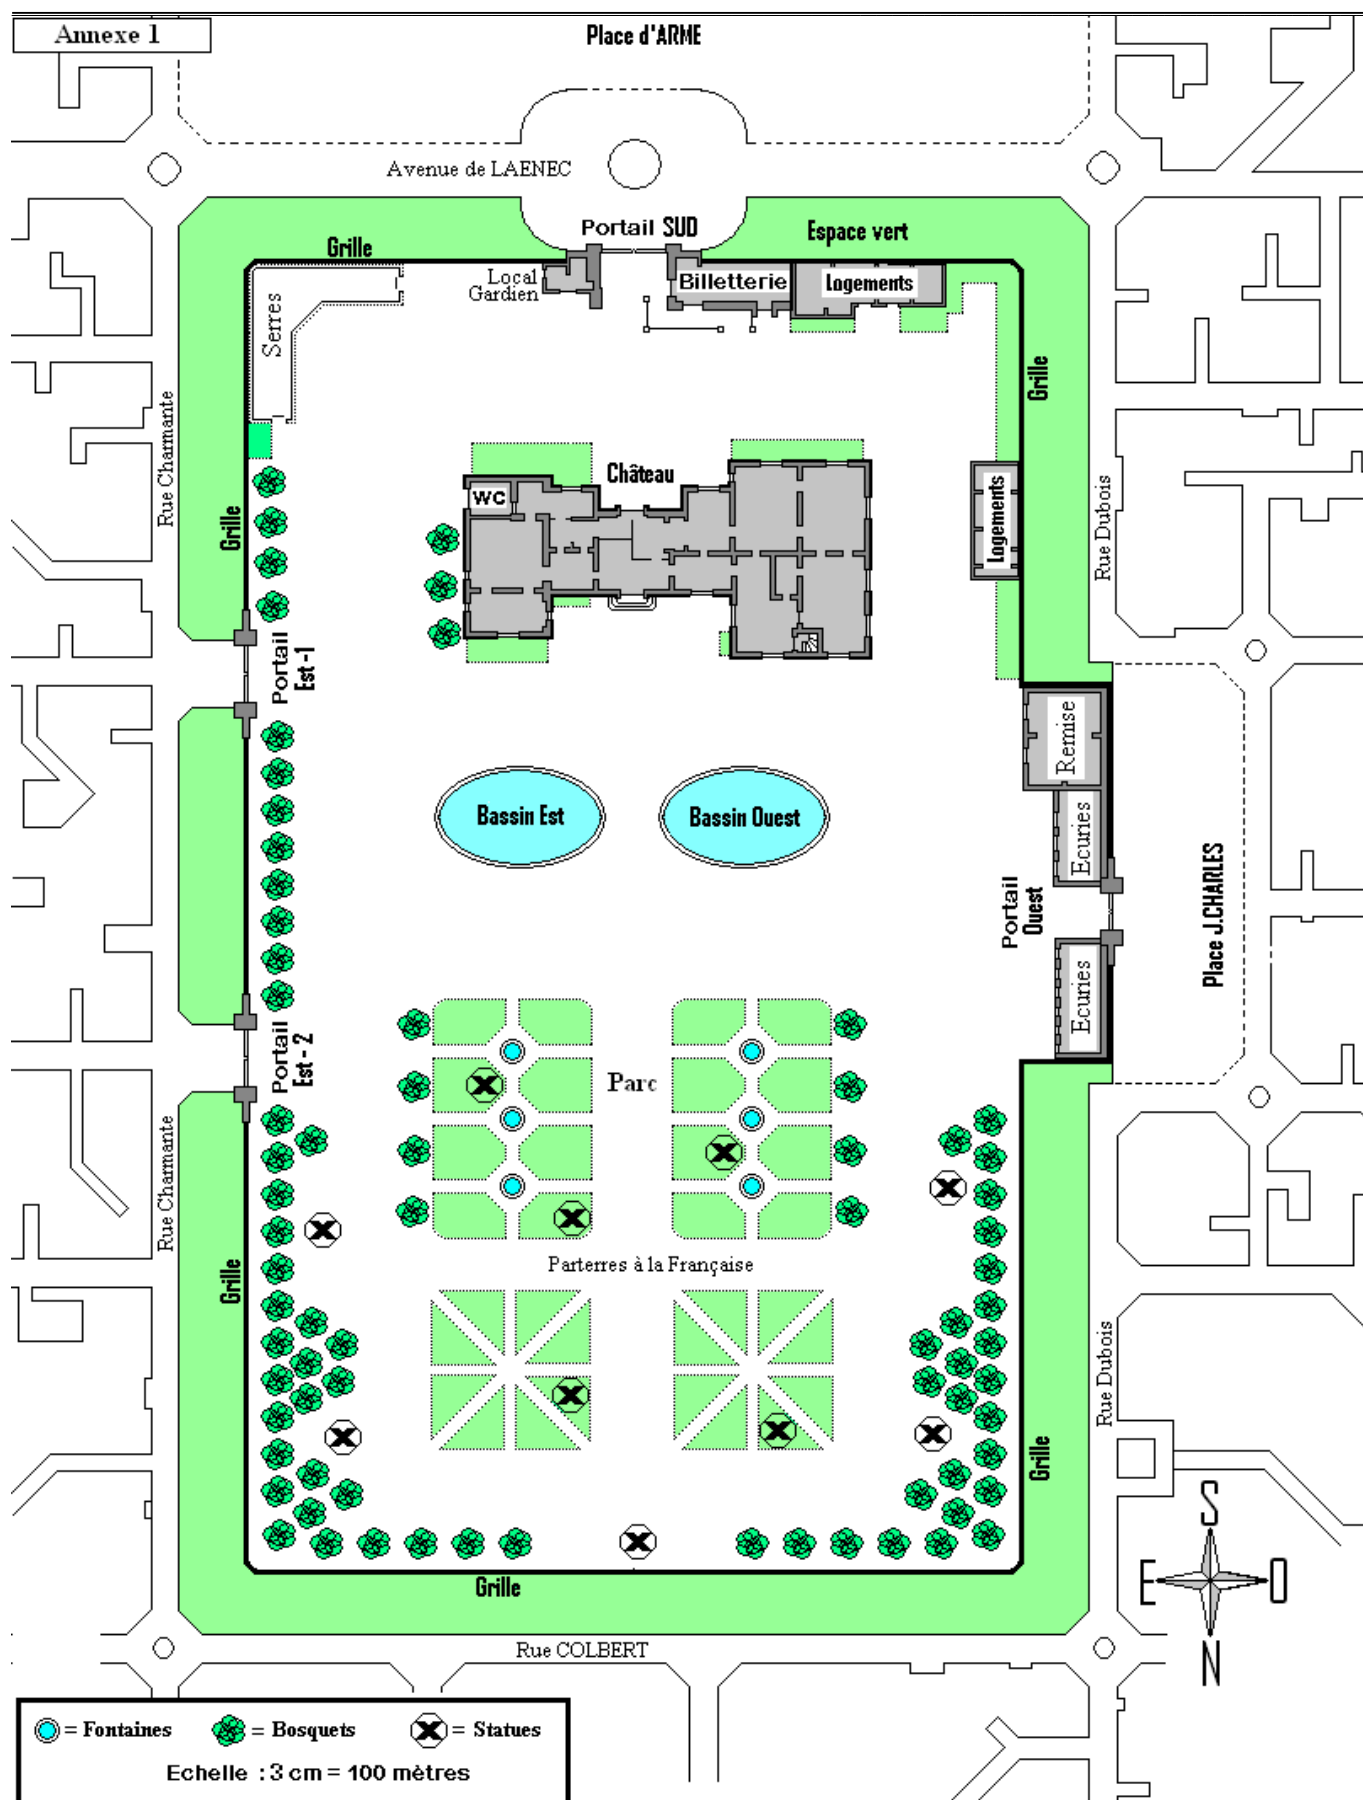 Annexe 1
Place d'ARME
Avenue de LAENEC
Portail SUD
Espace vert
Grille
Local
Gardien
Billetterie
Logements
Serres
Grille
Rue Charmante
Grille
Château
WC
Logements
Rue Dubois
Portail
Est -1
Remise
Bassin Est
Bassin Ouest
Ecuries
Portail
Ouest
Place J.CHARLES
Ecuries
Portail
Est - 2
Parc
Rue Charmante
Parterres à la Française
Grille
Rue Dubois
Grille
S
E
O
N
Grille
Rue COLBERT
= Fontaines
= Bosquets
= Statues
Echelle : 3 cm = 100 mètres